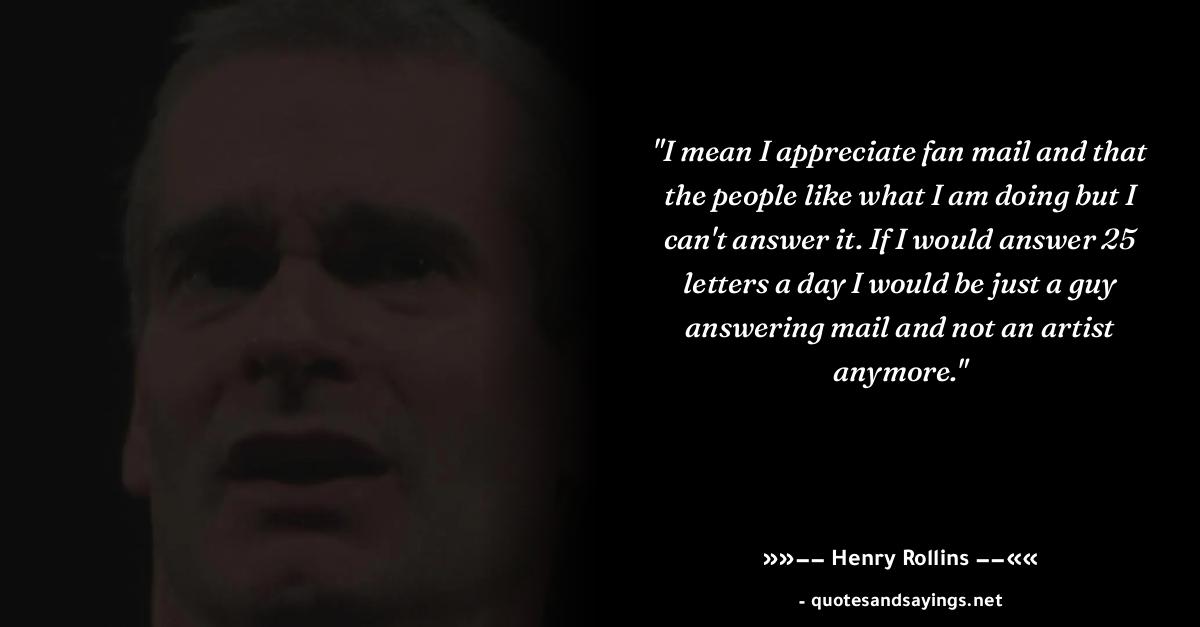 "I mean I appreciate fan mail and that
the people like what I am doing but I
can't answer it. If I would answer 25
letters a day I would be just a guy
answering mail and not an artist
anymore."
»»–– Henry Rollins ––««
- quotesandsayings.net